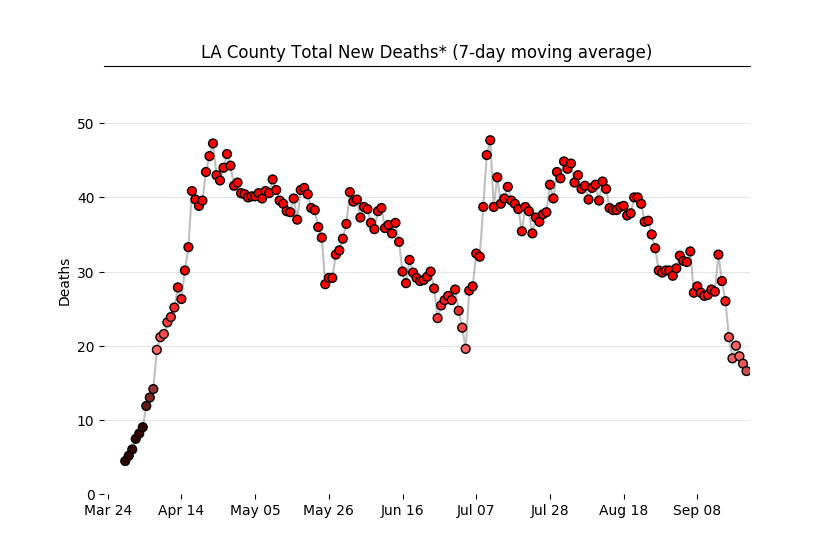 LA County Total New Deaths* (7-day moving average)
50
40
30
20
10
0
Deaths
Mar 24 Apr 14 May 05 May 26 Jun 16 Jul 07 Jul 28 Aug 18 Sep 08